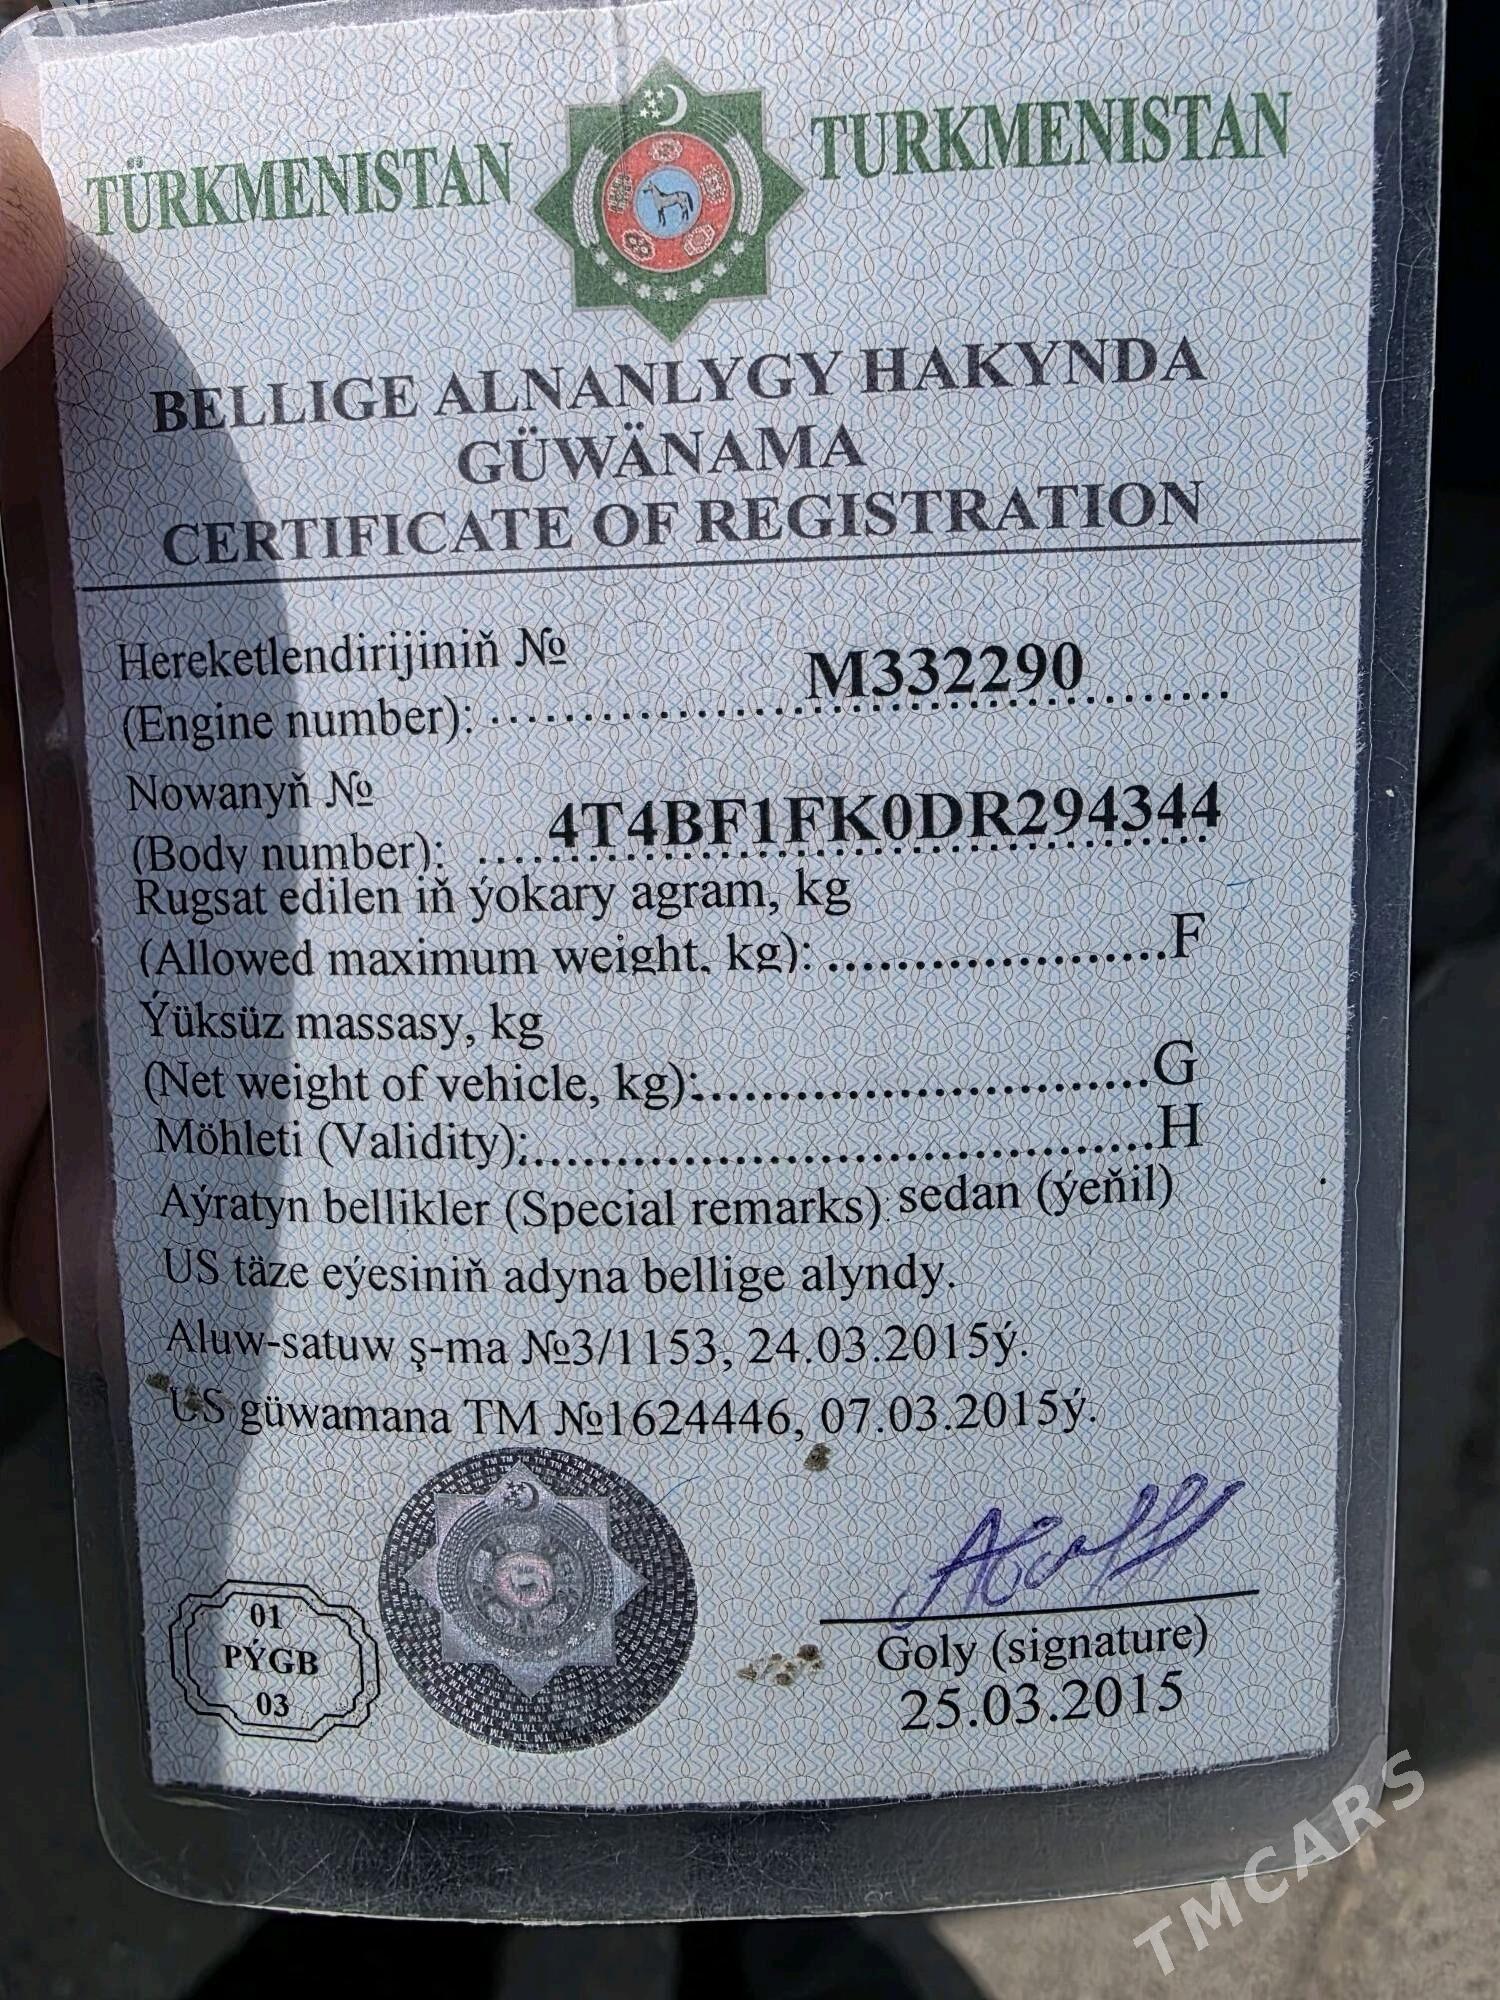 TÜRKMENISTAN TURKMENISTAN
BELLIGE ALNANLYGY HAKYNDA
GÜWÄNAMA
CERTIFICATE OF REGISTRATION
Hereketlendirijiniň №
(Engine number): M332290
Nowanyň №
(Body number): 4T4BF1FK0DR294344
Rugsat edilen iň ýokary agram, kg
(Allowed maximum weight, kg): F
Ýüksüz massasy, kg
(Net weight of vehicle, kg): G
Möhleti (Validity): H
Aýratyn bellikler (Special remarks): sedan (ýeňil)
US täze eýesiniň adyna bellige alyndy.
Aluw-satuw ş-ma №3/1153, 24.03.2015ý.
US güwamana TM №1624446, 07.03.2015ý.
01
PÝGB
03
Goly (signature)
25.03.2015
TMCARS